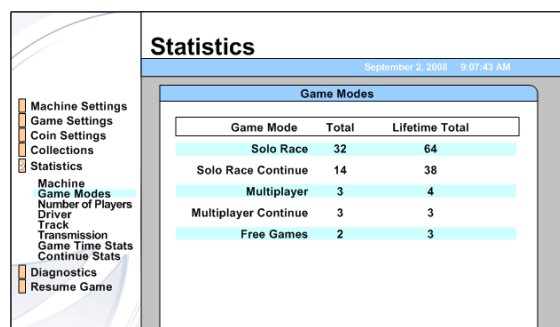 Statistics
September 2, 2008 9:07:43 AM
Machine Settings
Game Settings
Coin Settings
Collections
Statistics
Machine
Game Modes
Number of Players
Driver
Track
Transmission
Game Time Stats
Continue Stats
Diagnostics
Resume Game
Game Modes
Game Mode Total Lifetime Total
Solo Race 32 64
Solo Race Continue 14 38
Multiplayer 3 4
Multiplayer Continue 3 3
Free Games 2 3